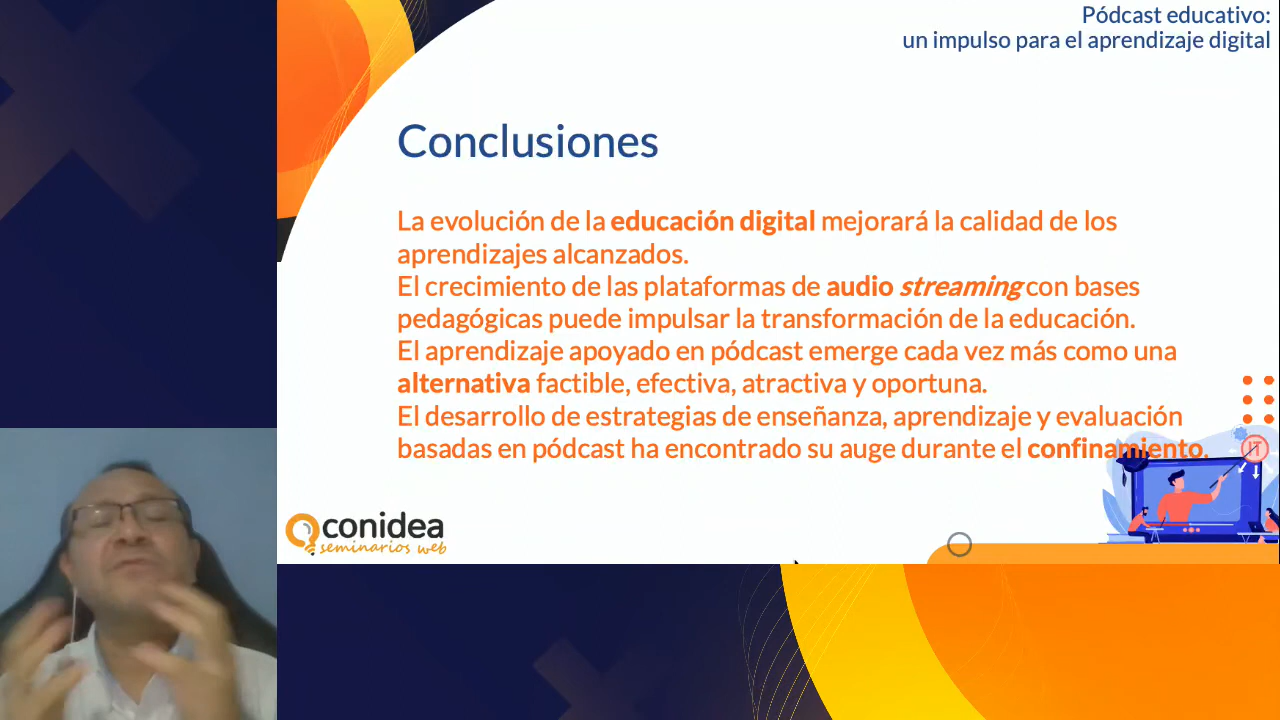 Pódcast educativo:
un impulso para el aprendizaje digital
Conclusiones
La evolución de la educación digital mejorará la calidad de los
aprendizajes alcanzados.
El crecimiento de las plataformas de audio streaming con bases
pedagógicas puede impulsar la transformación de la educación.
El aprendizaje apoyado en pódcast emerge cada vez más como una
alternativa factible, efectiva, atractiva y oportuna.
El desarrollo de estrategias de enseñanza, aprendizaje y evaluación
basadas en pódcast ha encontrado su auge durante el confinamiento.
IT
conidea
seminarios web